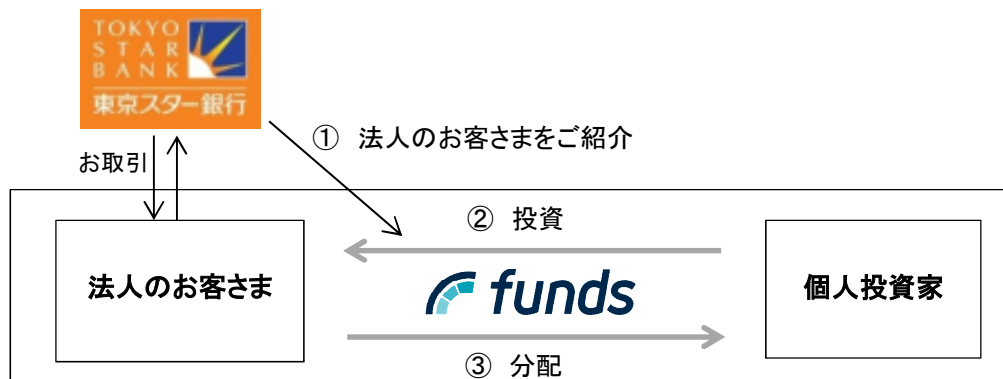 TOKYO
STAR
BANK
東京スター銀行
① 法人のお客さまをご紹介
お取引
② 投資
法人のお客さま
funds
個人投資家
③ 分配